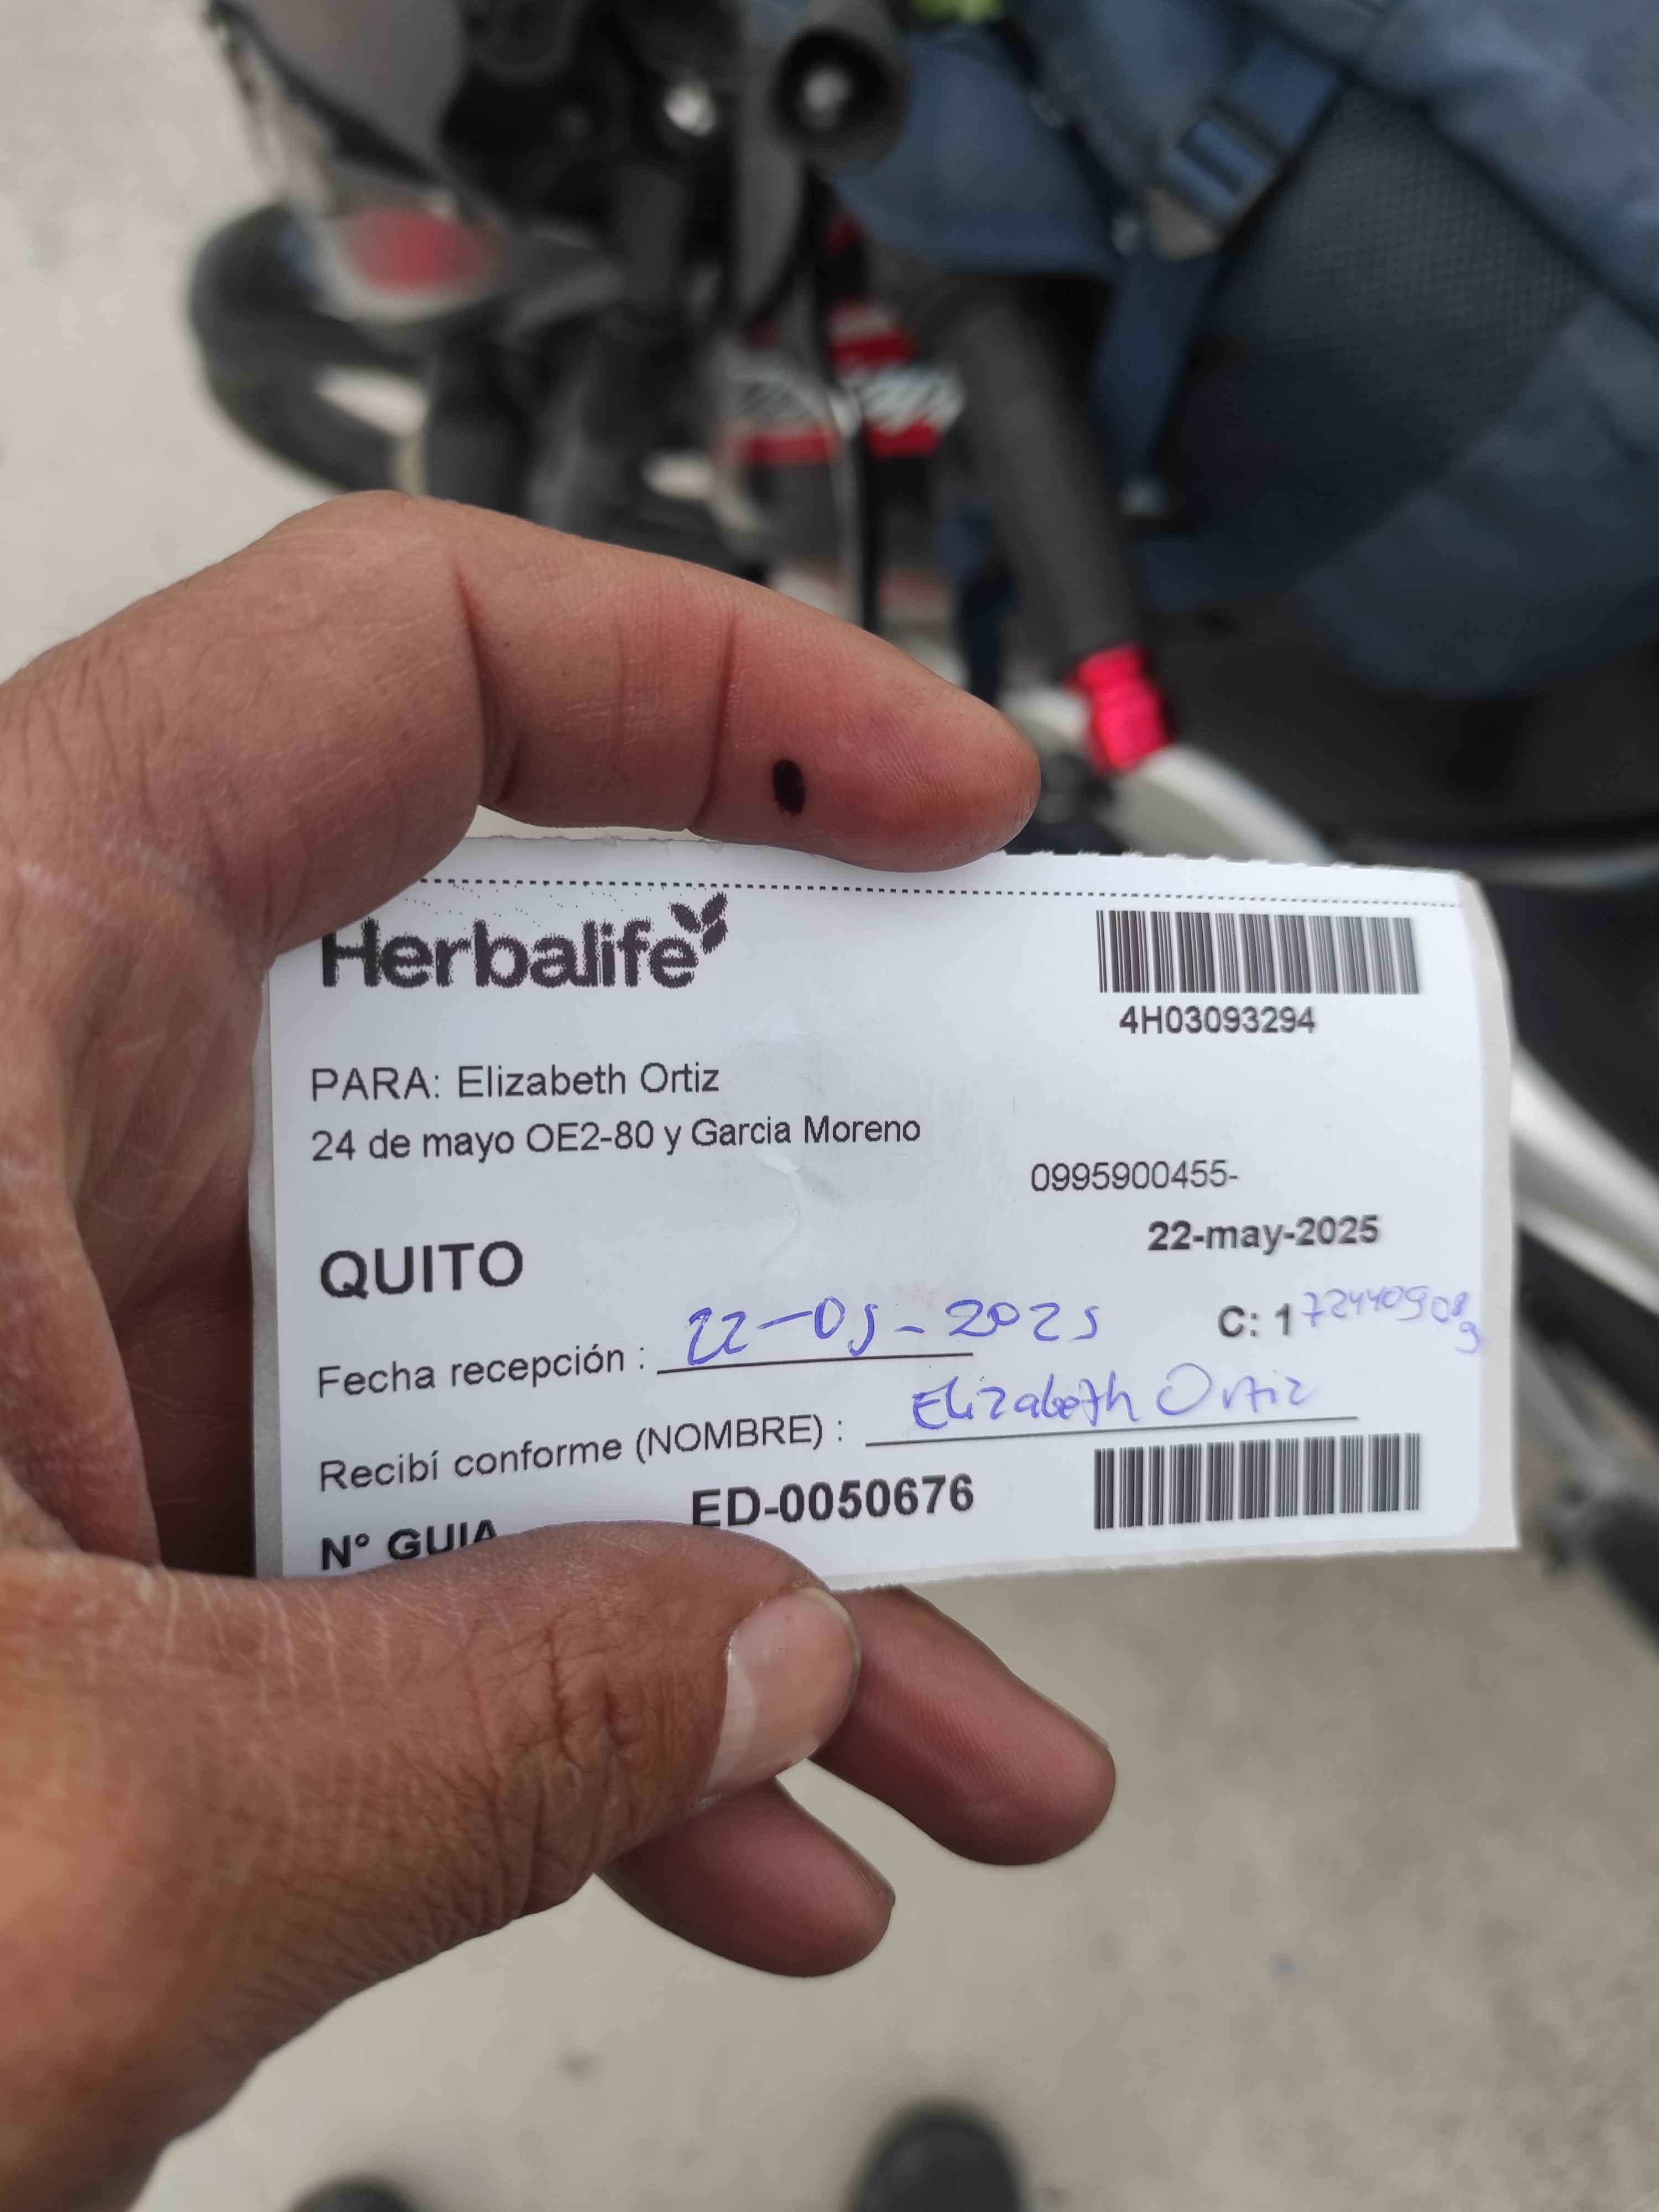 Herbalife
4H03093294
PARA: Elizabeth Ortiz
24 de mayo OE2-80 y Garcia Moreno
0995900455-
22-may-2025
QUITO
C: 1
Fecha recepción : 22-05-2025
Recibí conforme (NOMBRE) : Elizabeth Ortiz
N° GUIA ED-0050676